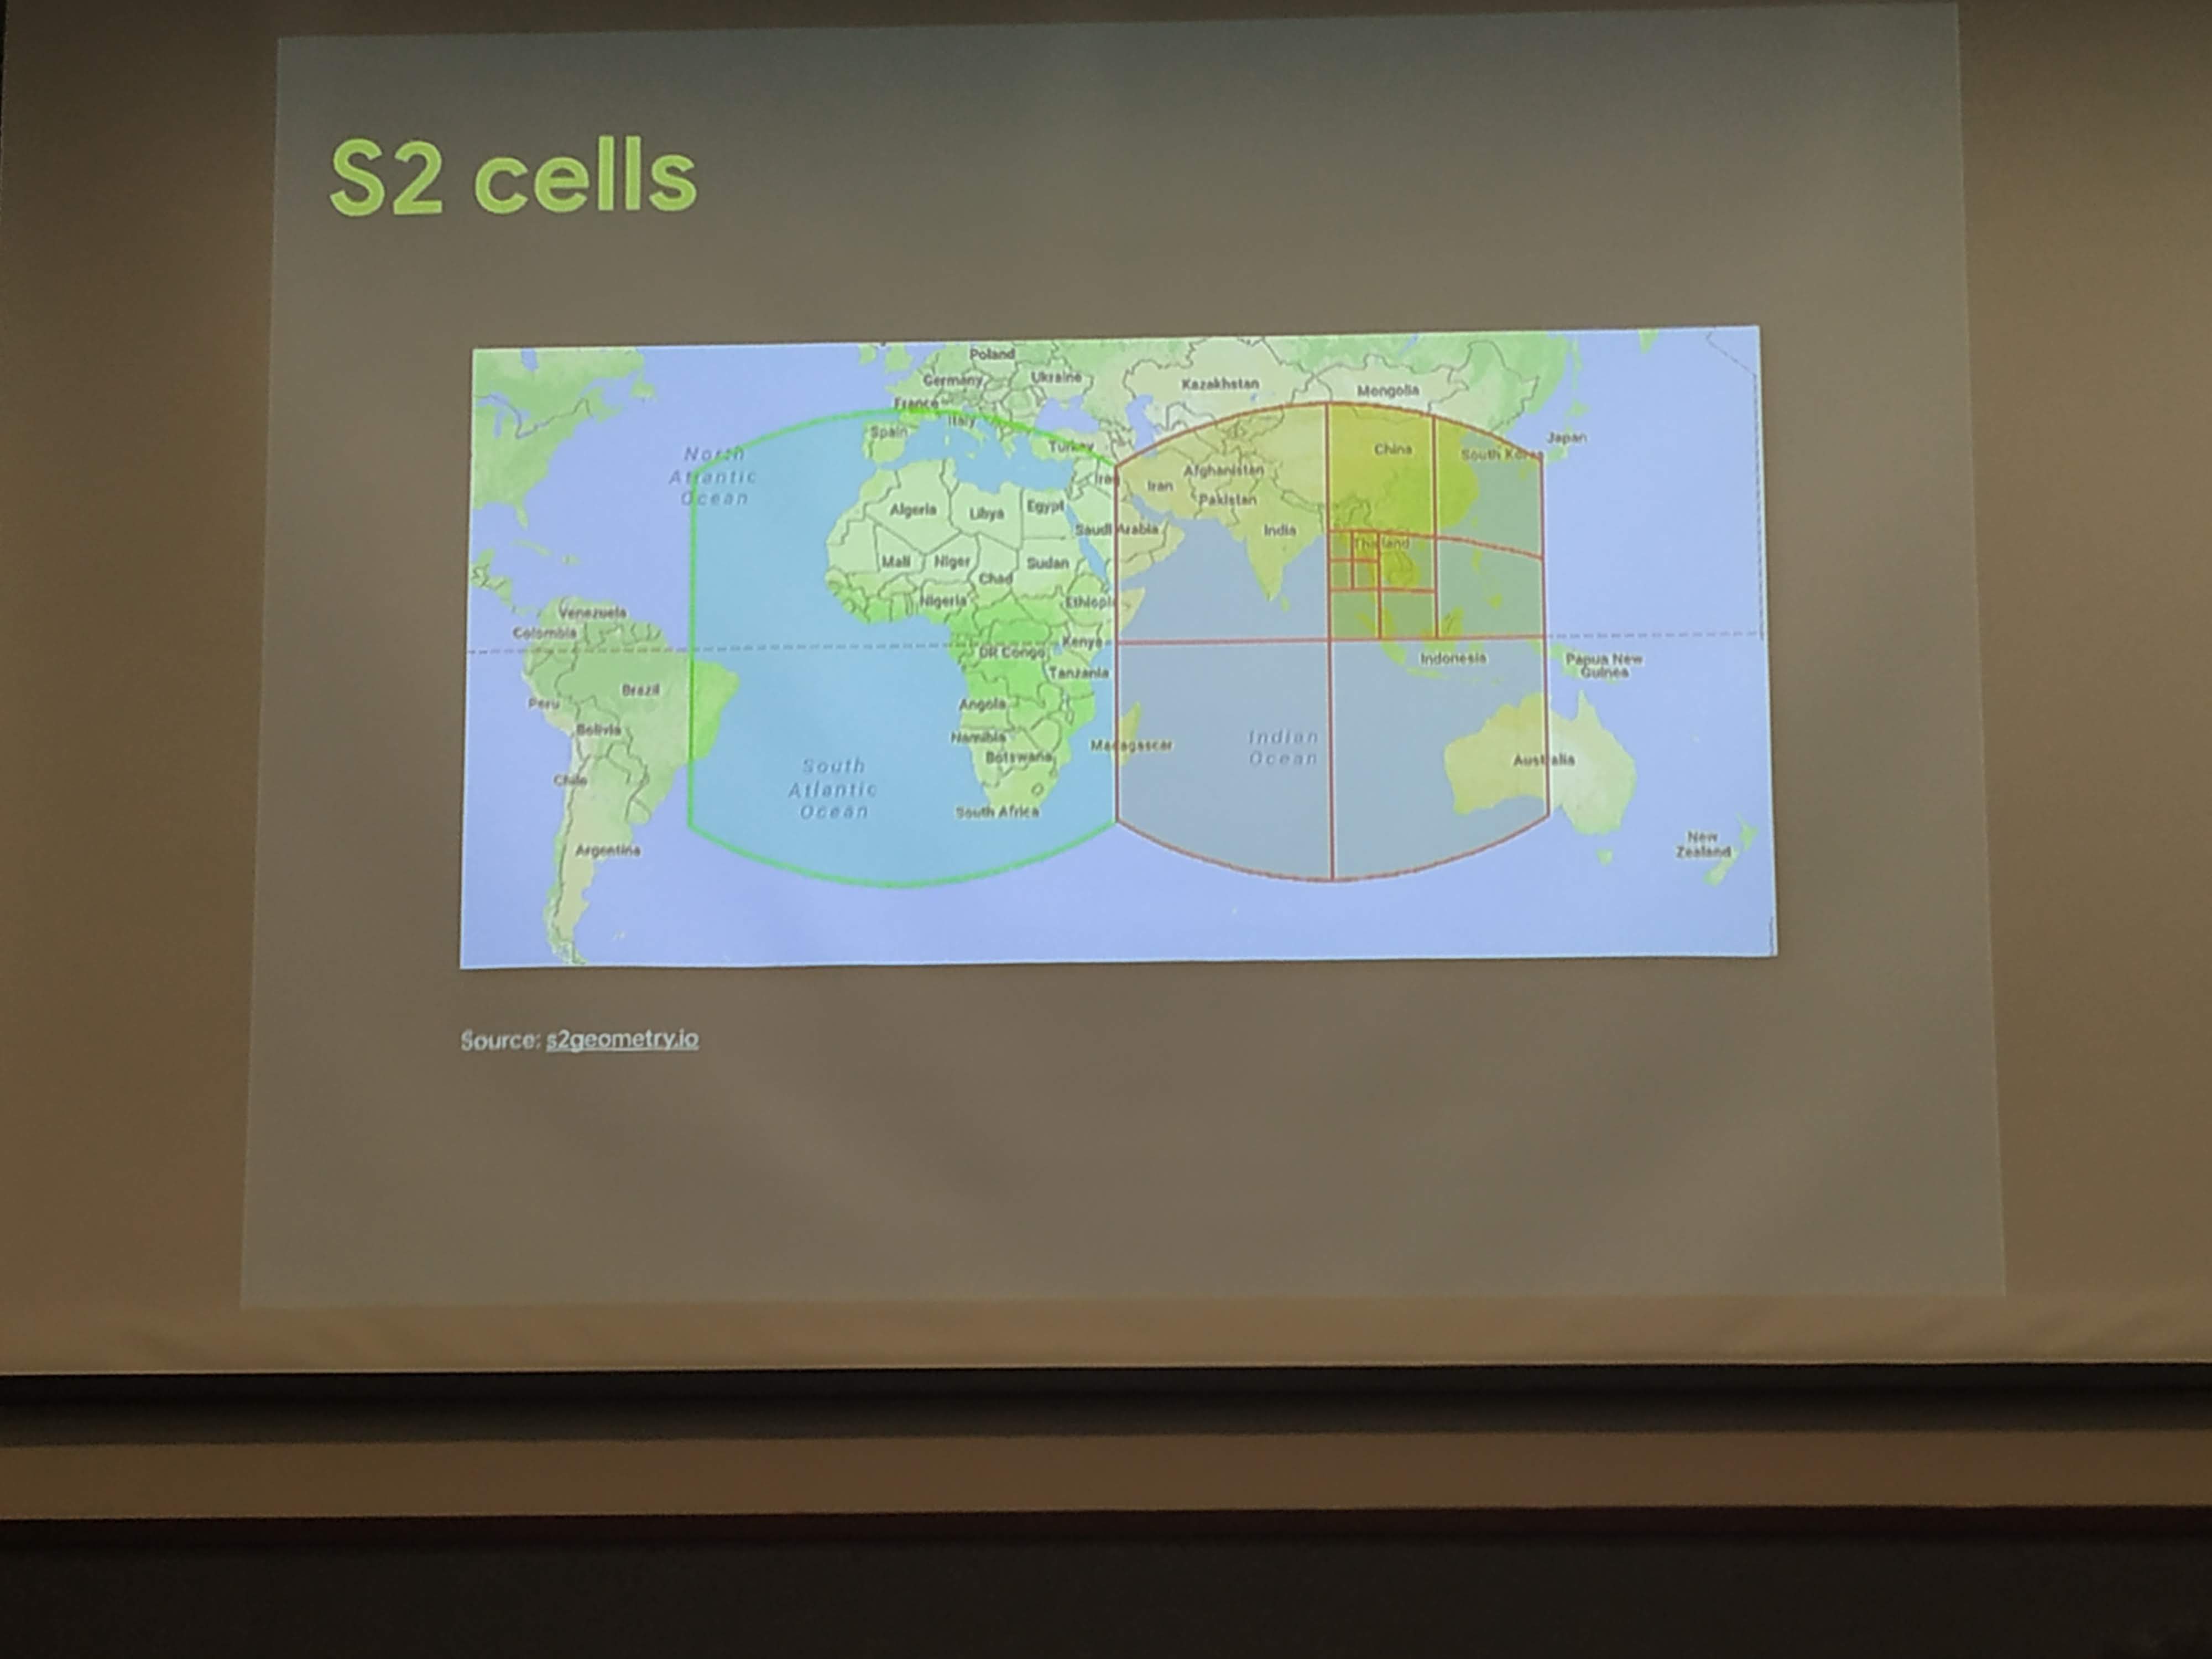 S2 cells
Poland
Germany
Ukraine
France
Kazakhstan
Mongolia
Spain
Italy
Turkey
China
Japan
South Korea
North
Atlantic
Ocean
Iraq
Iran
Afghanistan
Pakistan
Algeria
Libya
Egypt
Saudi Arabia
India
Thailand
Mali
Niger
Chad
Sudan
Nigeria
Ethiopia
Venezuela
Colombia
Kenya
DR Congo
Tanzania
Indonesia
Papua New
Guinea
Brazil
Peru
Angola
Bolivia
Namibia
Botswana
Madagascar
Indian
Ocean
Australia
Chile
South
Atlantic
Ocean
South Africa
Argentina
New
Zealand
Source: s2geometry.io